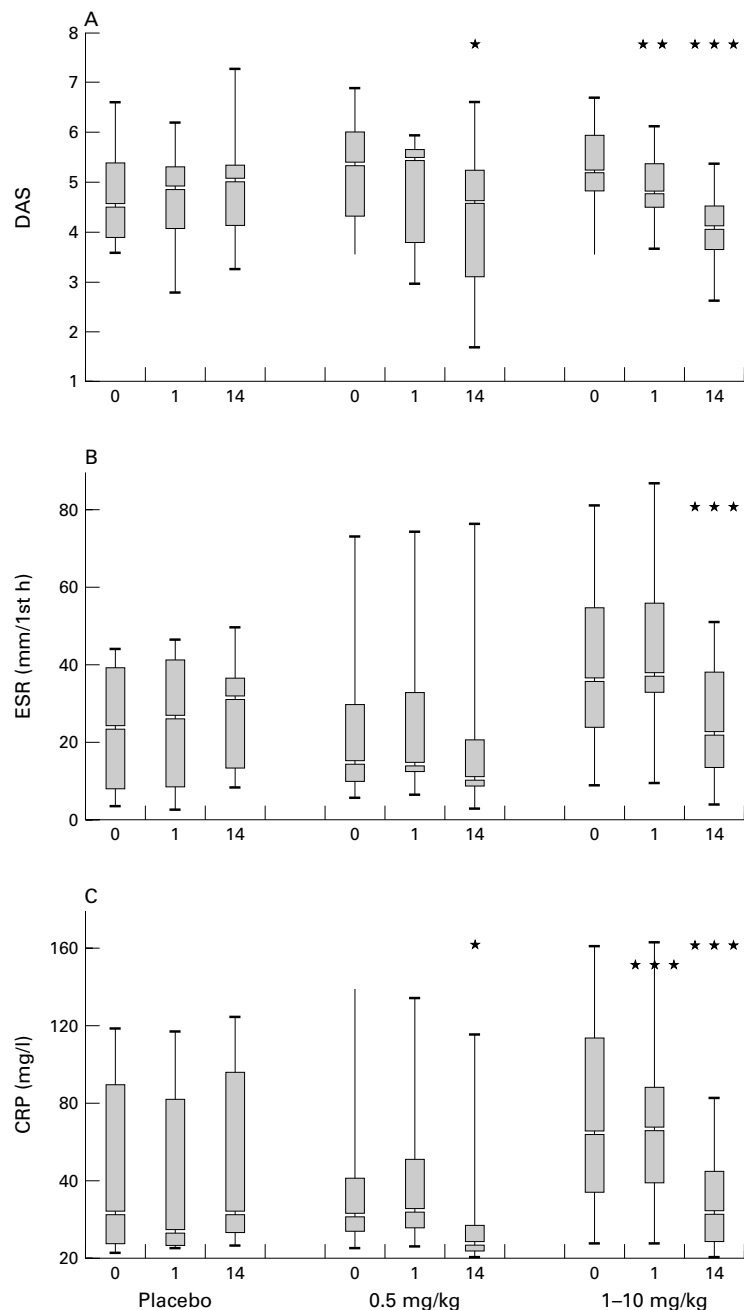 A
8
7
6
5
4
3
2
1
DAS
★
★ ★
★ ★ ★
0 1 14 0 1 14 0 1 14
B
80
60
40
20
0
ESR (mm/1st h)
★ ★ ★
0 1 14 0 1 14 0 1 14
C
160
120
80
40
20
CRP (mg/l)
★
★ ★ ★
★ ★ ★
0 1 14 0 1 14 0 1 14
Placebo 0.5 mg/kg 1–10 mg/kg